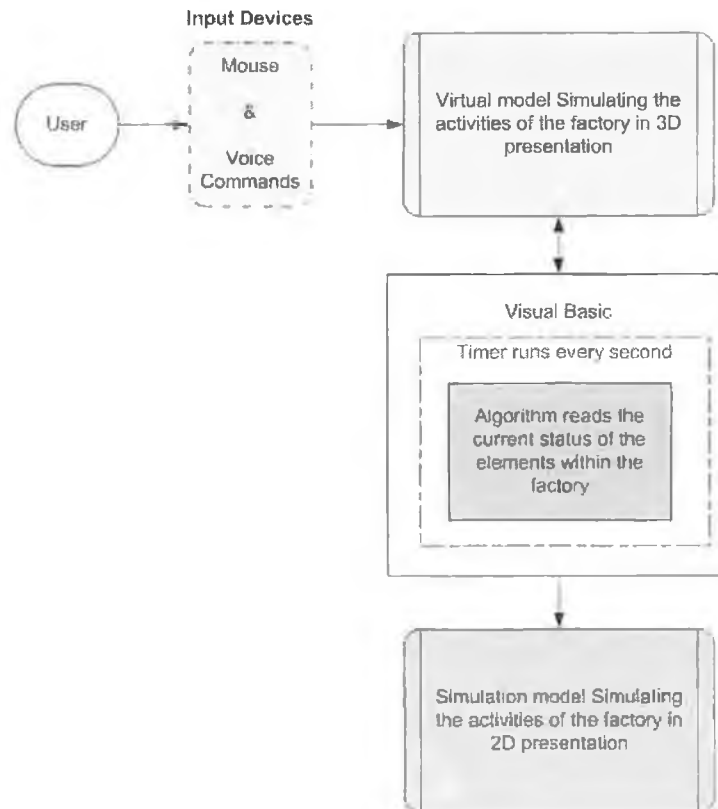 Input Devices
Mouse
&
Voice
Commands
User
Virtual model Simulating the
activities of the factory in 3D
presentation
Visual Basic
Timer runs every second
Algorithm reads the
current status of the
elements within the
factory
Simulation model Simulating
the activities of the factory in
2D presentation